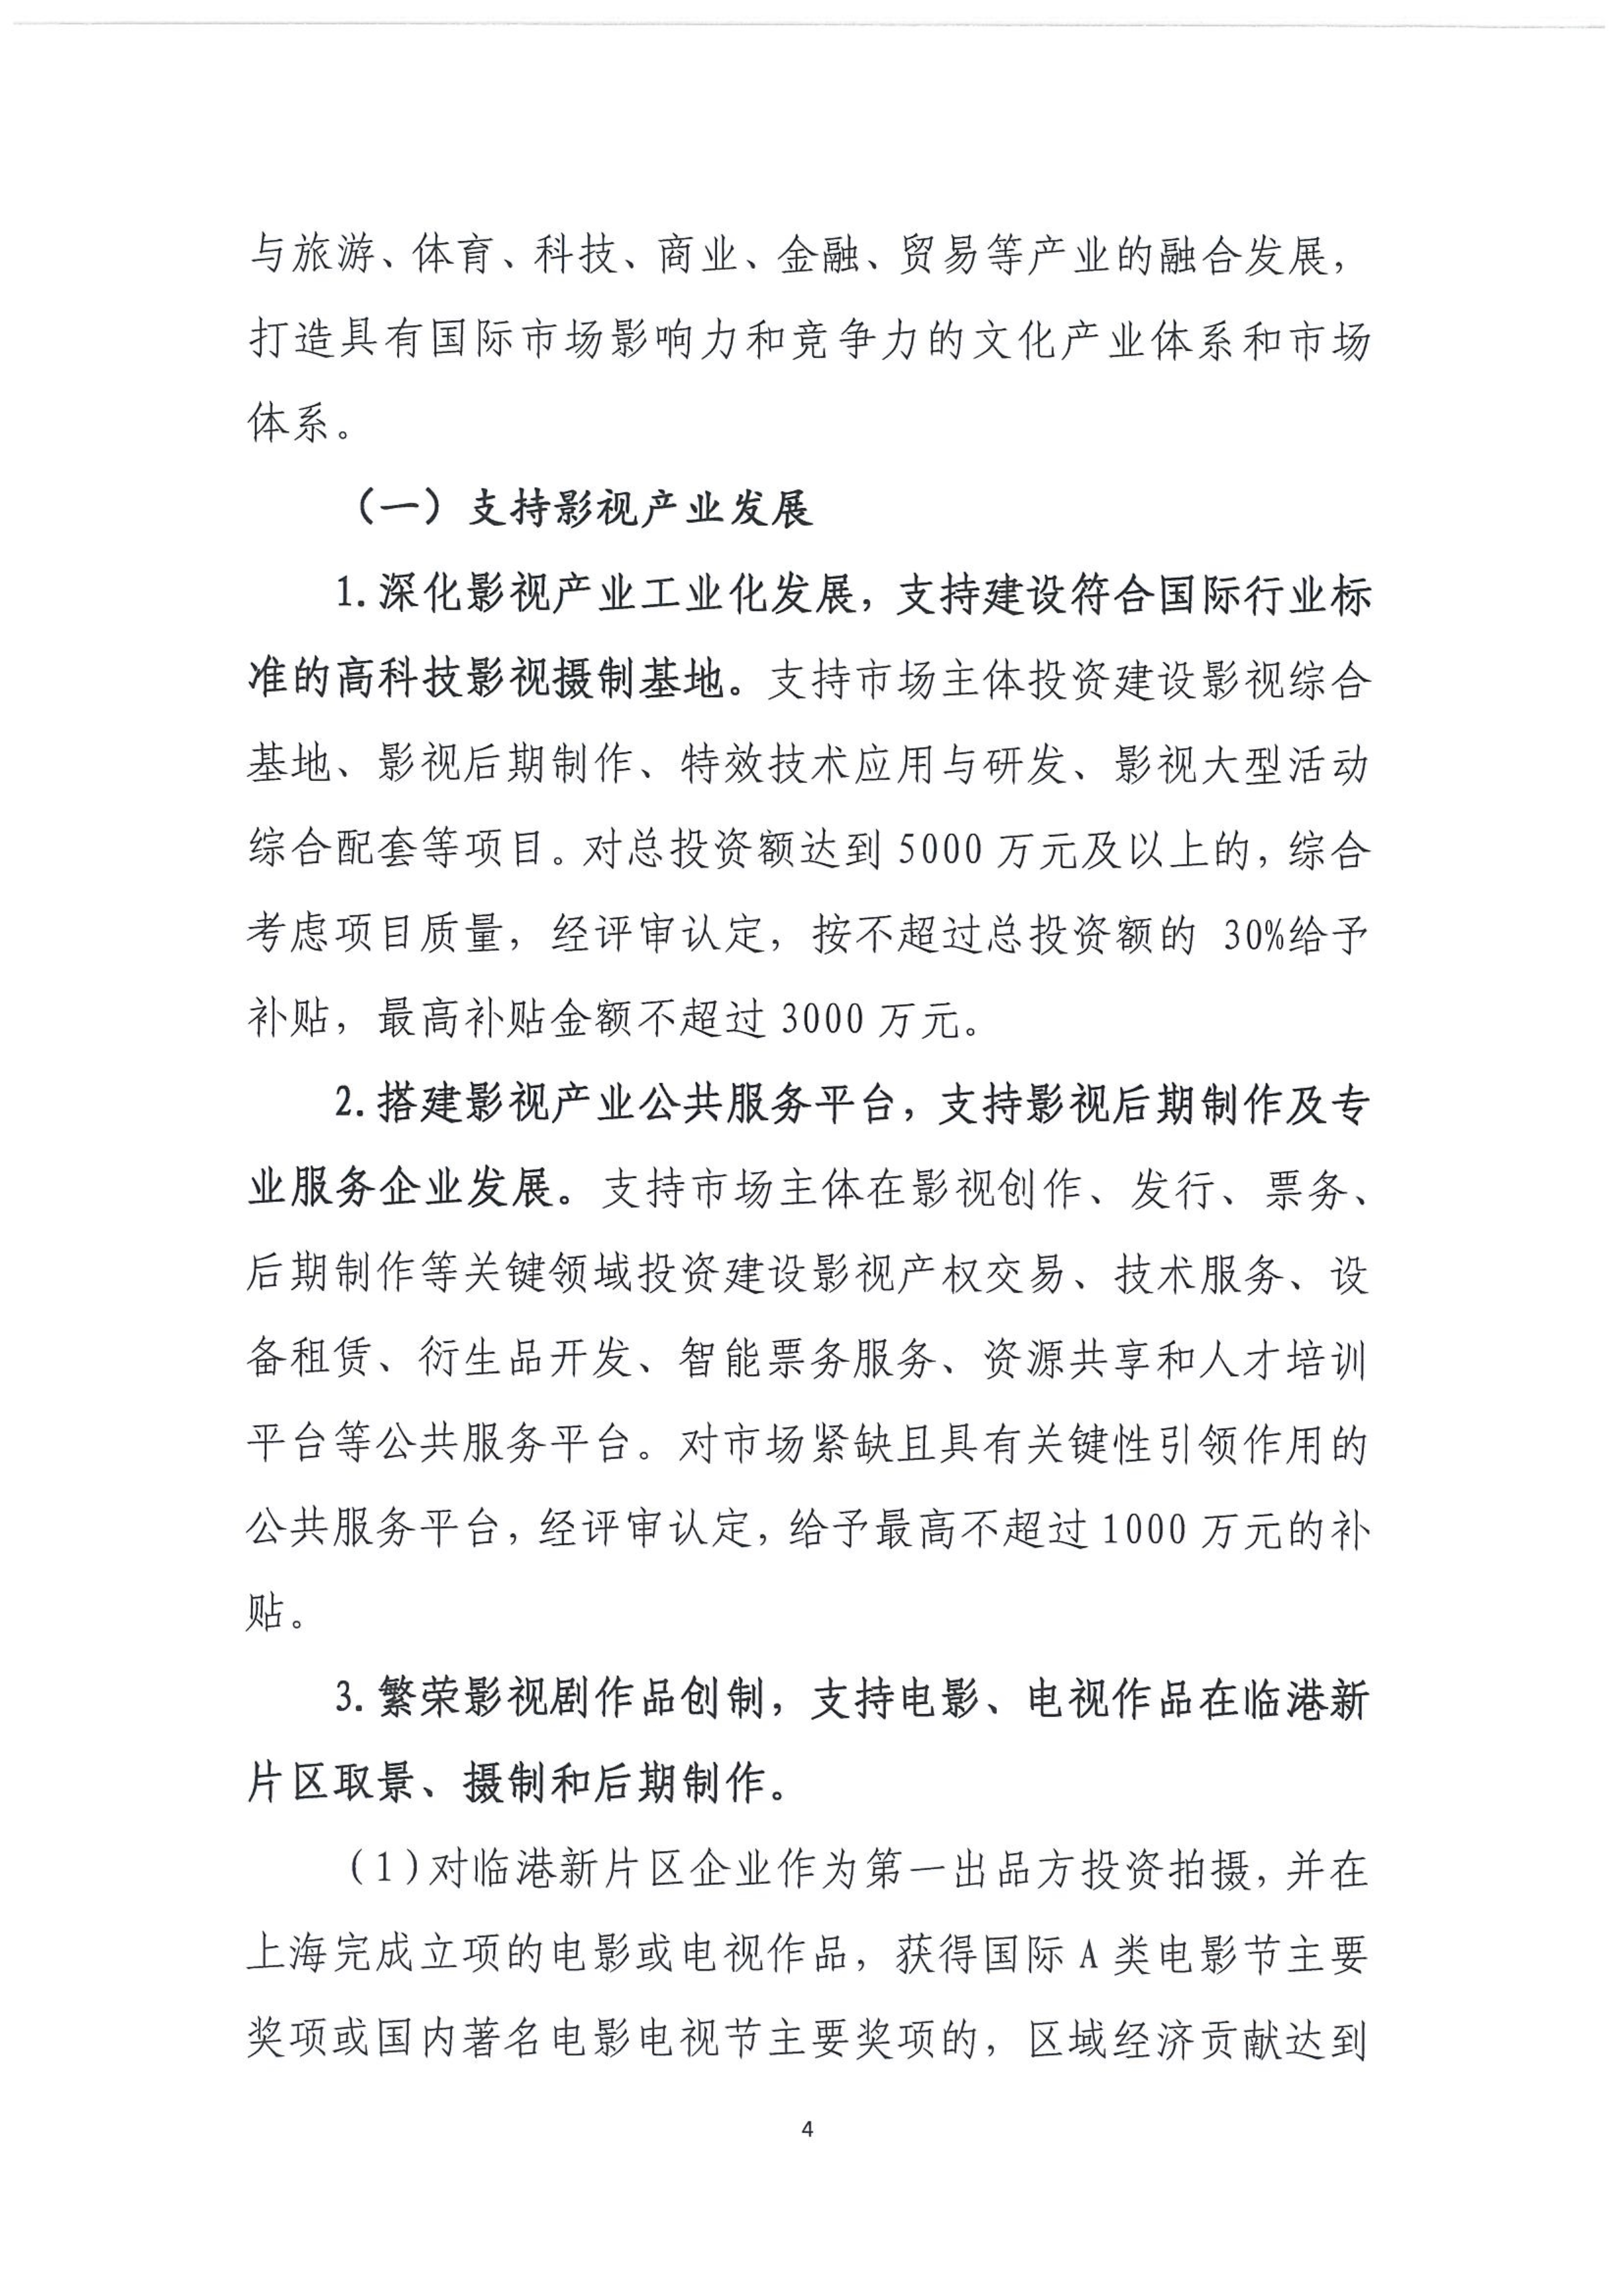 与旅游、体育、科技、商业、金融、贸易等产业的融合发展，
打造具有国际市场影响力和竞争力的文化产业体系和市场
体系。
（一）支持影视产业发展
1.深化影视产业工业化发展，支持建设符合国际行业标
准的高科技影视摄制基地。支持市场主体投资建设影视综合
基地、影视后期制作、特效技术应用与研发、影视大型活动
综合配套等项目。对总投资额达到 5000 万元及以上的，综合
考虑项目质量，经评审认定，按不超过总投资额的 30%给予
补贴，最高补贴金额不超过 3000 万元。
2.搭建影视产业公共服务平台，支持影视后期制作及专
业服务企业发展。支持市场主体在影视创作、发行、票务、
后期制作等关键领域投资建设影视产权交易、技术服务、设
备租赁、衍生品开发、智能票务服务、资源共享和人才培训
平台等公共服务平台。对市场紧缺且具有关键性引领作用的
公共服务平台，经评审认定，给予最高不超过 1000 万元的补
贴。
3.繁荣影视剧作品创制，支持电影、电视作品在临港新
片区取景、摄制和后期制作。
（1）对临港新片区企业作为第一出品方投资拍摄，并在
上海完成立项的电影或电视作品，获得国际 A 类电影节主要
奖项或国内著名电影电视节主要奖项的，区域经济贡献达到
4